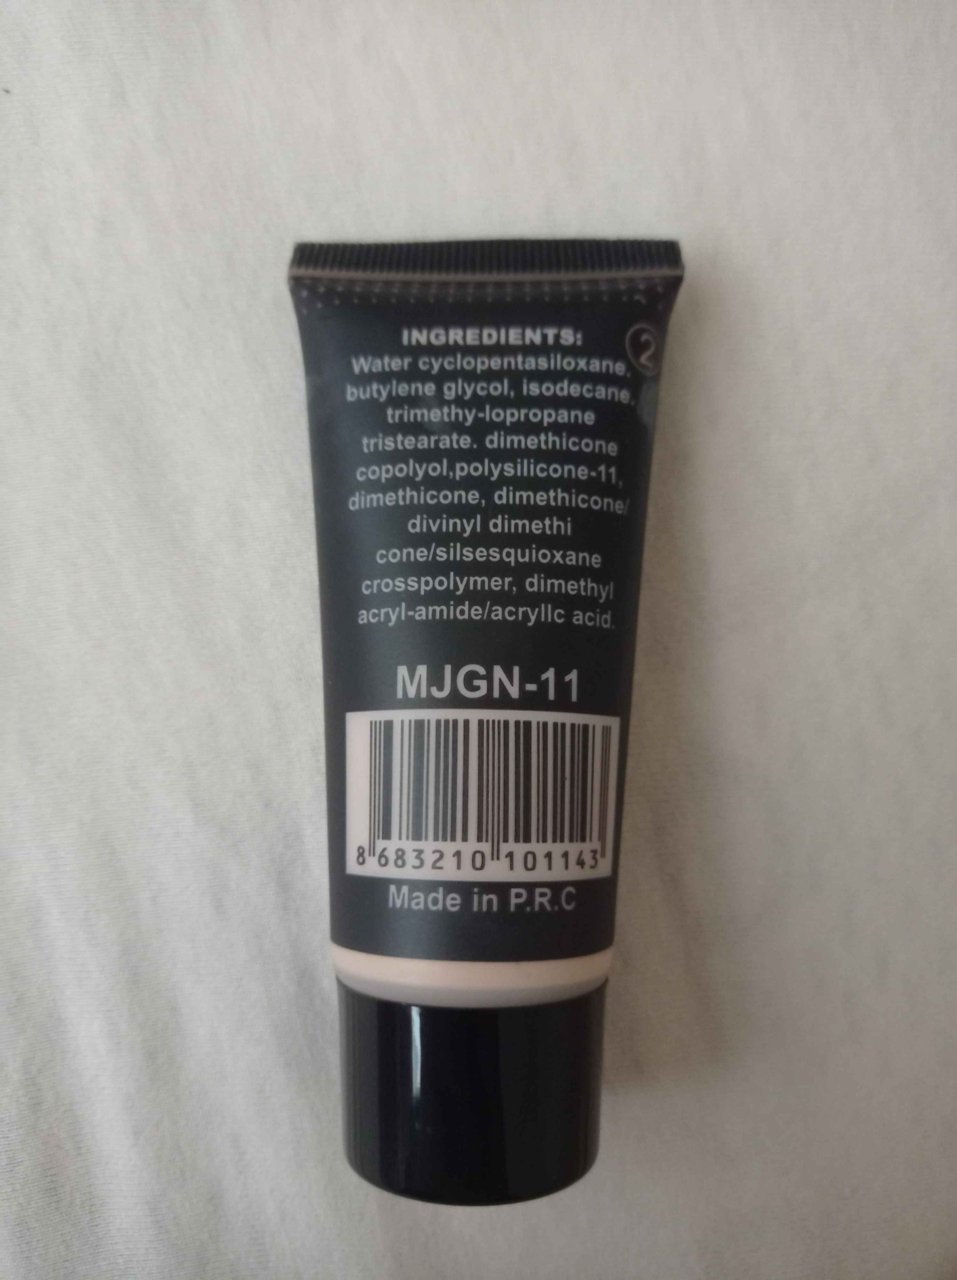 INGREDIENTS:
2
Water cyclopentasiloxane,
butylene glycol, isodecane,
trimethy-lopropane
tristearate. dimethicone
copolyol,polysilicone-11,
dimethicone, dimethicone/
divinyl dimethi
cone/silsesquioxane
crosspolymer, dimethyl
acryl-amide/acryllc acid.
MJGN-11
8 683210 101143
Made in P.R.C